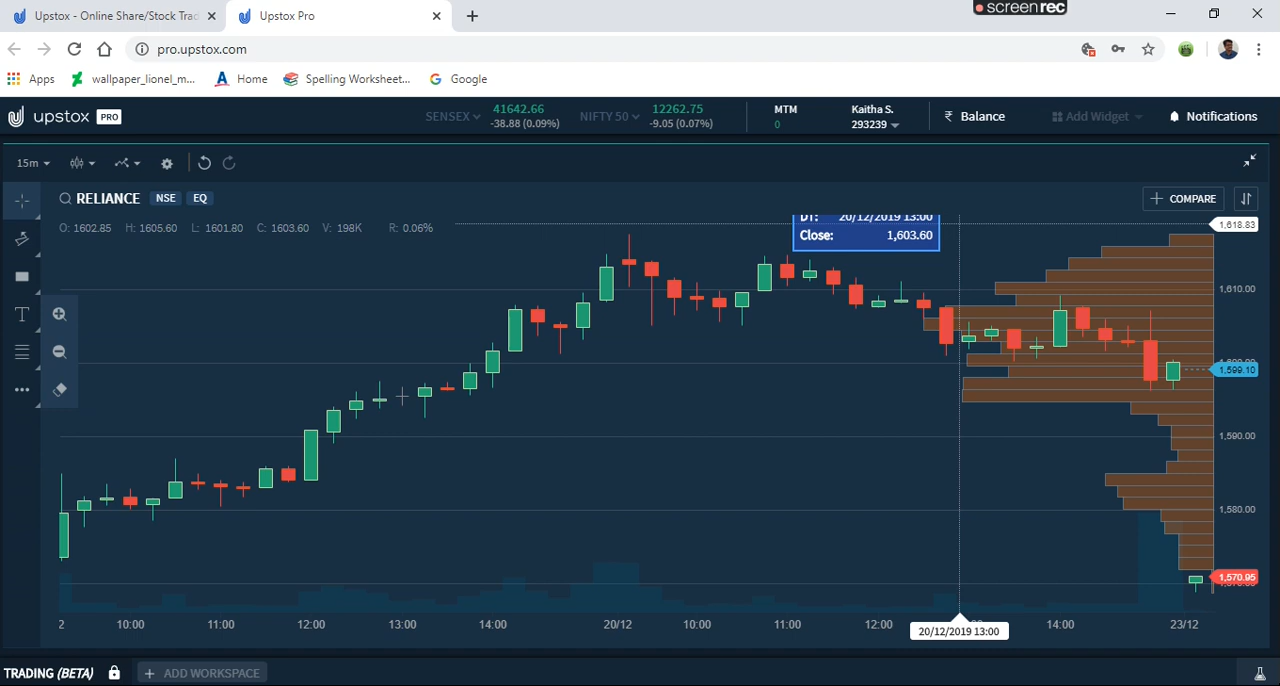 Upstox - Online Share/Stock Trad
Upstox Pro
screen rec
pro.upstox.com
Apps
wallpaper_lionel_m...
Home
Spelling Worksheet...
Google
upstox PRO
SENSEX
41642.66
-38.88 (0.09%)
NIFTY 50
12262.75
-9.05 (0.07%)
MTM
0
Kaitha S.
293239
₹ Balance
Add Widget
Notifications
15m
RELIANCE NSE EQ
+ COMPARE
O: 1602.85 H: 1605.60 L: 1601.80 C: 1603.60 V: 198K R: 0.06%
DT: 20/12/2019 13:00
Close: 1,603.60
1,618.83
1,610.00
1,599.10
1,590.00
1,580.00
1,570.95
T
2 10:00 11:00 12:00 13:00 14:00 20/12 10:00 11:00 12:00 14:00 23/12
20/12/2019 13:00
TRADING (BETA)
+ ADD WORKSPACE